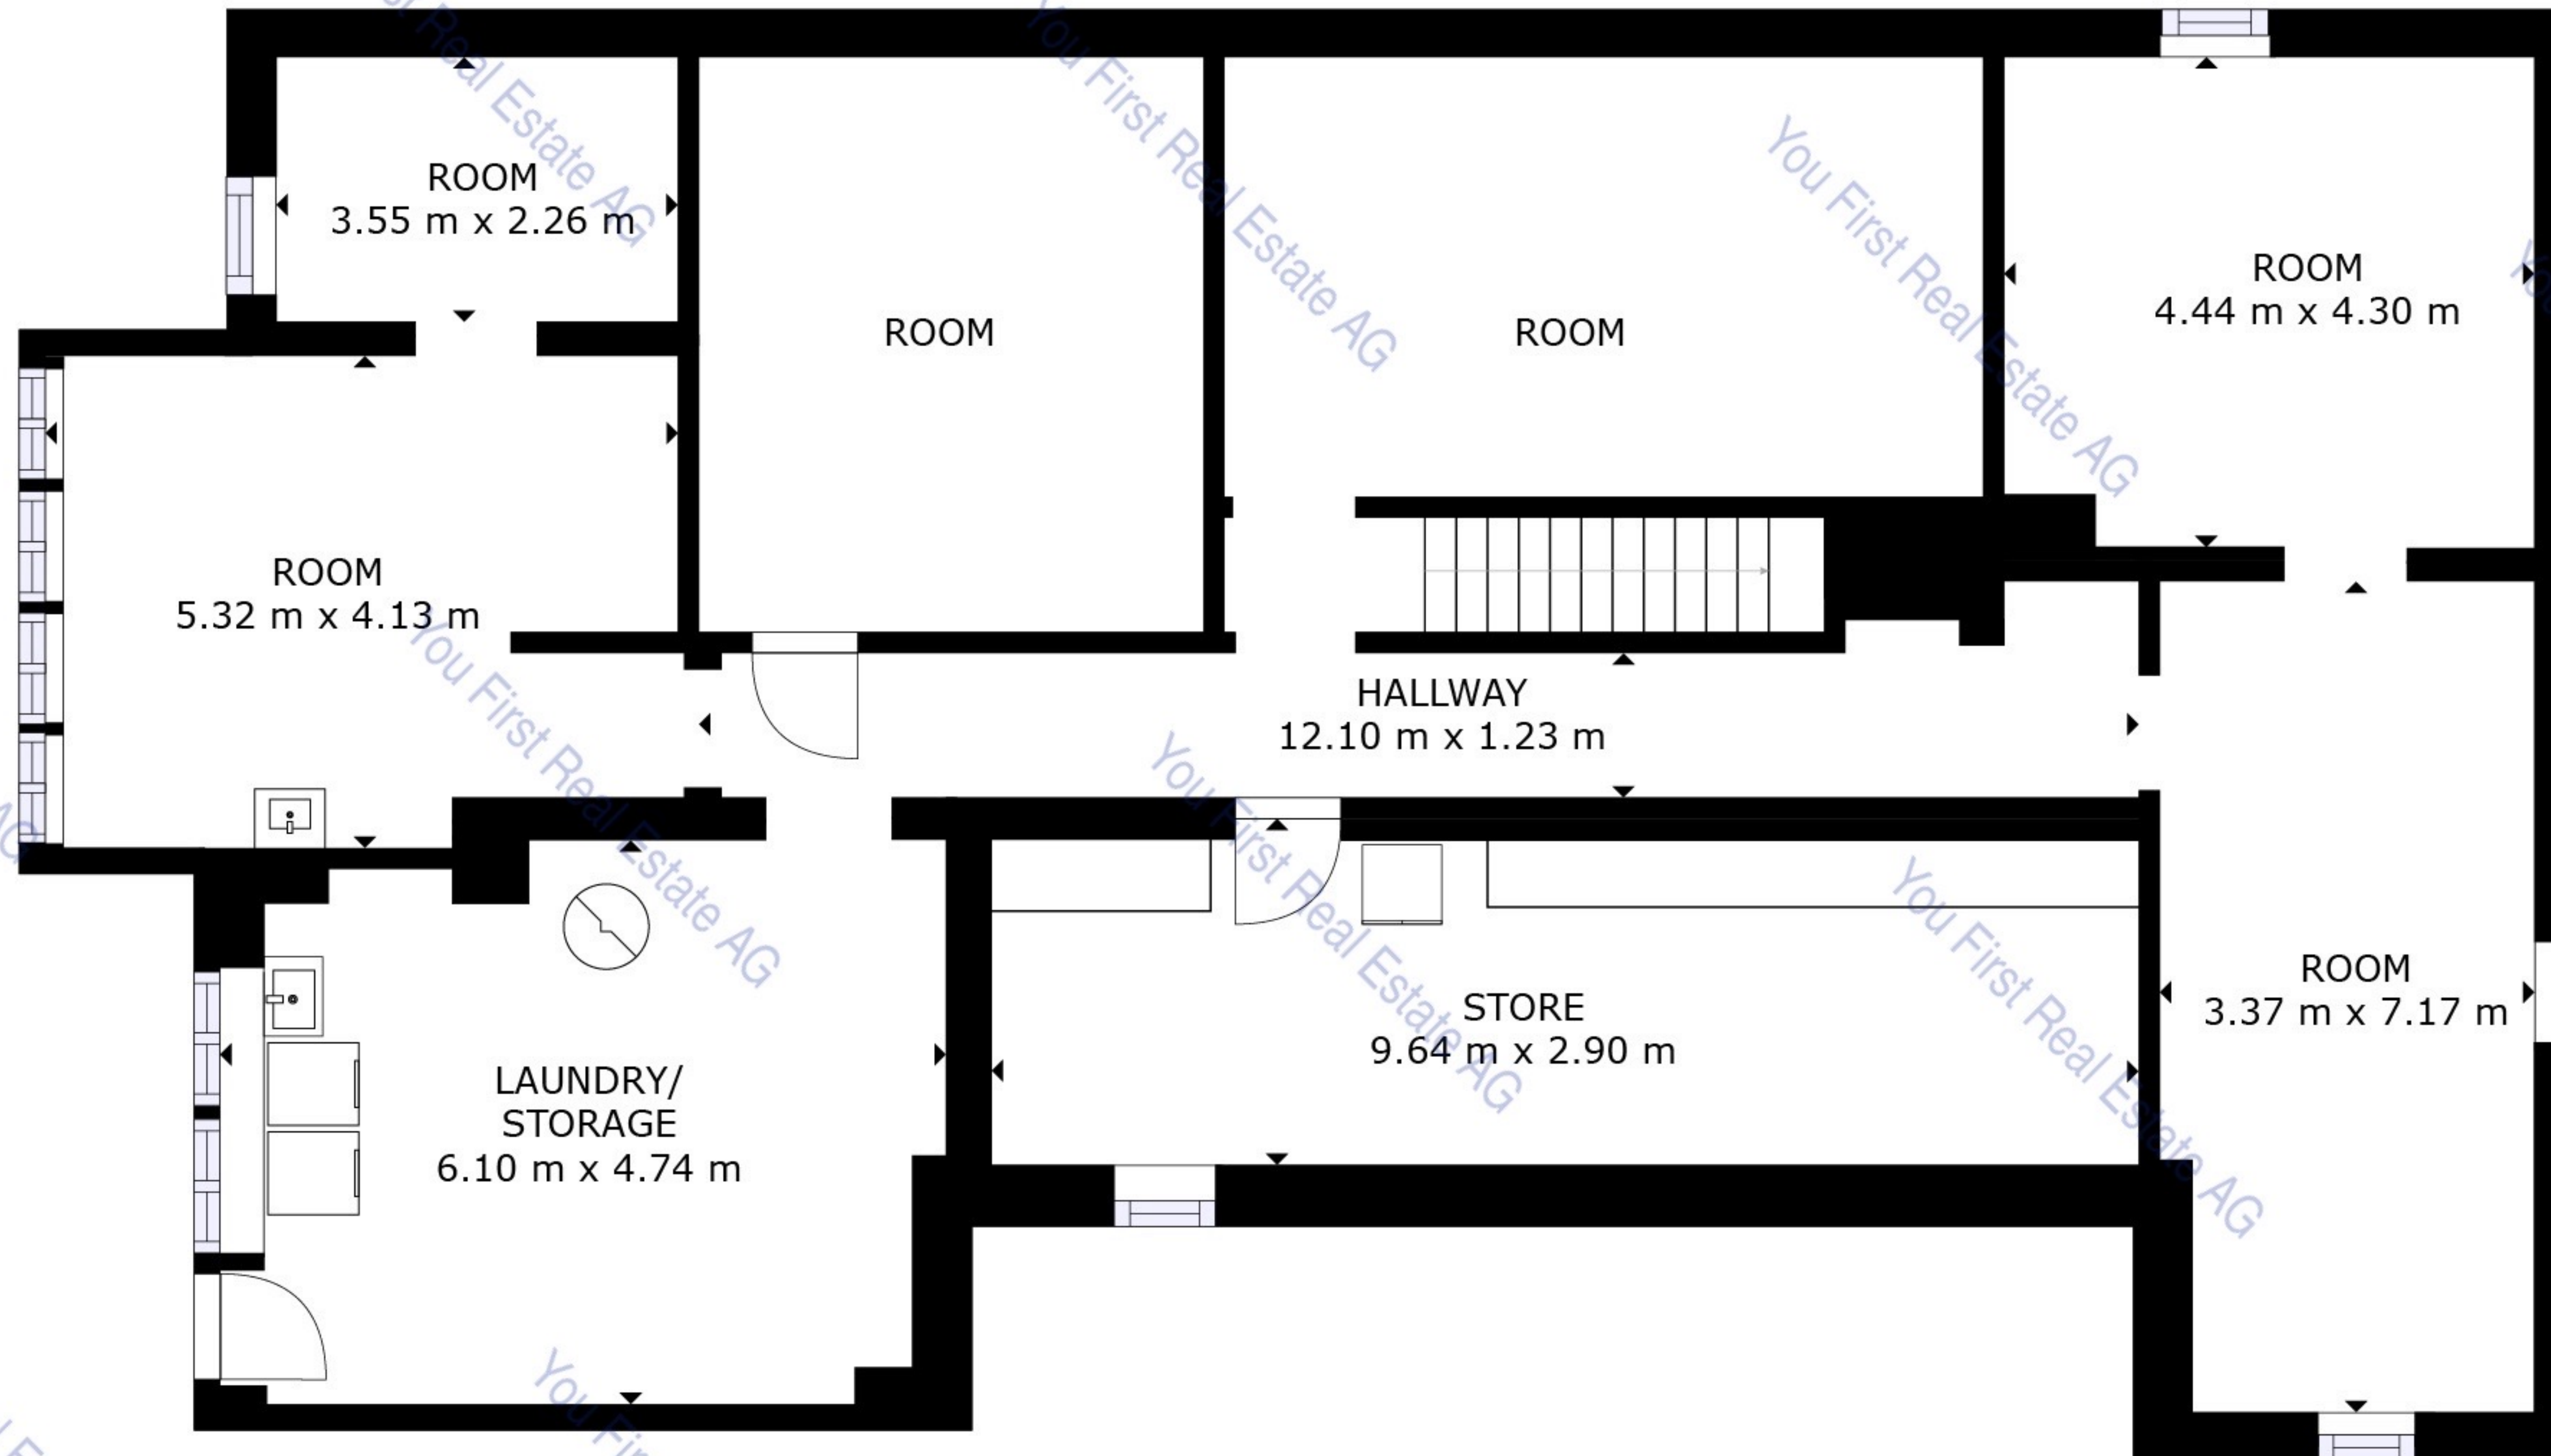 ROOM
3.55 m x 2.26 m
ROOM
ROOM
ROOM
4.44 m x 4.30 m
ROOM
5.32 m x 4.13 m
HALLWAY
12.10 m x 1.23 m
LAUNDRY/
STORAGE
6.10 m x 4.74 m
STORE
9.64 m x 2.90 m
ROOM
3.37 m x 7.17 m
Real Estate AG
You First Real Estate AG
You First Real Estate AG
You First Real Estate AG
You First Real Estate AG
You First Real Estate AG
You
AG